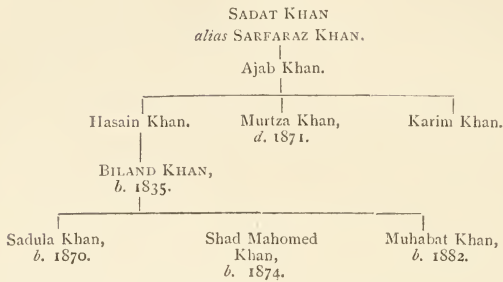 SADAT KHAN
alias SARFARAZ KHAN.
Ajab Khan.
Hasain Khan. Murtza Khan, Karim Khan.
d. 1871.
BILAND KHAN,
b. 1835.
Sadula Khan, Shad Mahomed Muhabat Khan,
b. 1870. Khan, b. 1882.
b. 1874.